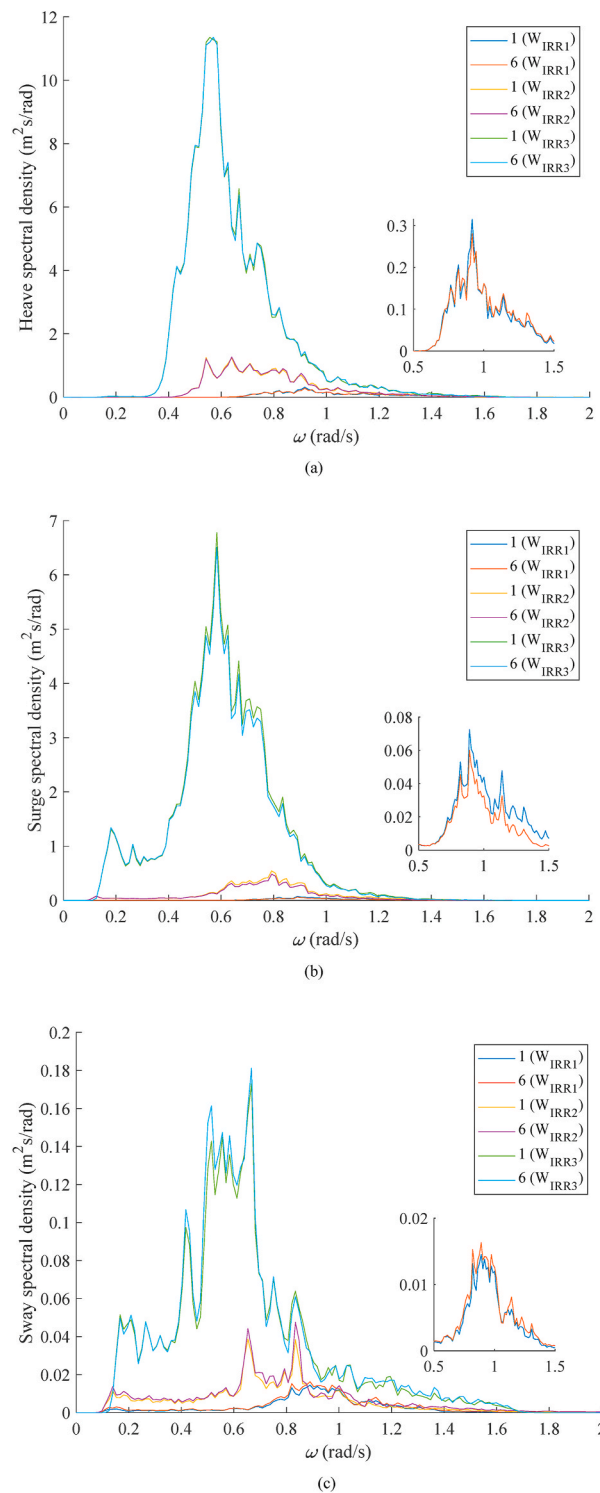 12
10
8
6
4
2
0
Heave spectral density (m²s/rad)
1 (W_IRR1)
6 (W_IRR1)
1 (W_IRR2)
6 (W_IRR2)
1 (W_IRR3)
6 (W_IRR3)
0.3
0.2
0.1
0
0.5 1 1.5
0 0.2 0.4 0.6 0.8 1 1.2 1.4 1.6 1.8 2
ω (rad/s)
(a)
7
6
5
4
3
2
1
0
Surge spectral density (m²s/rad)
1 (W_IRR1)
6 (W_IRR1)
1 (W_IRR2)
6 (W_IRR2)
1 (W_IRR3)
6 (W_IRR3)
0.08
0.06
0.04
0.02
0
0.5 1 1.5
0 0.2 0.4 0.6 0.8 1 1.2 1.4 1.6 1.8 2
ω (rad/s)
(b)
0.2
0.18
0.16
0.14
0.12
0.1
0.08
0.06
0.04
0.02
0
Sway spectral density (m²s/rad)
1 (W_IRR1)
6 (W_IRR1)
1 (W_IRR2)
6 (W_IRR2)
1 (W_IRR3)
6 (W_IRR3)
0.02
0.01
0
0.5 1 1.5
0 0.2 0.4 0.6 0.8 1 1.2 1.4 1.6 1.8 2
ω (rad/s)
(c)